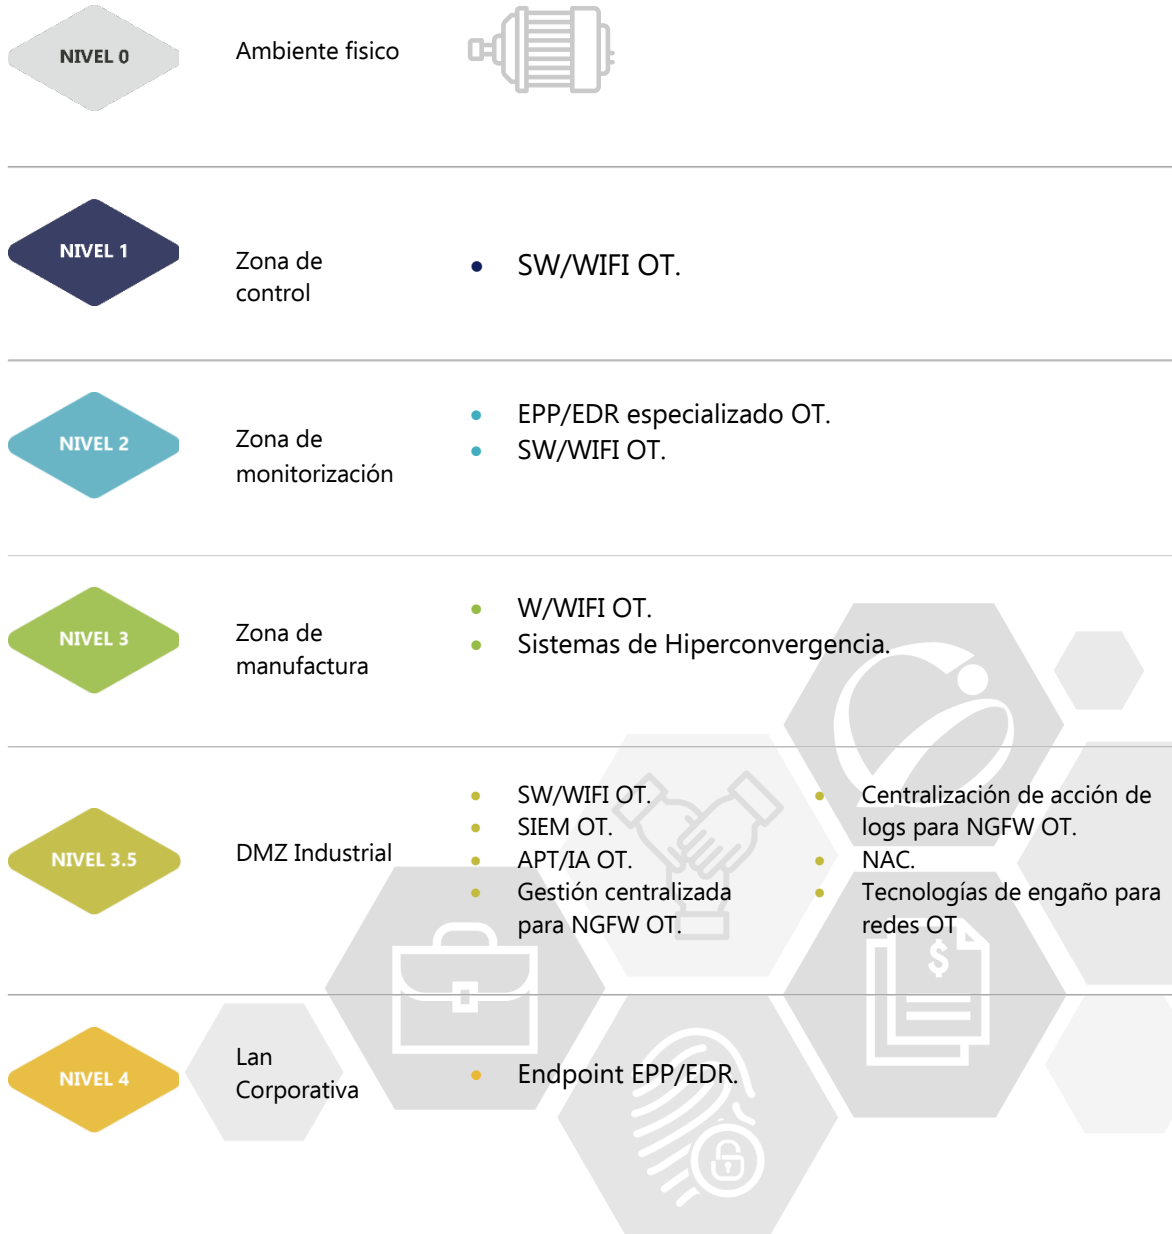 NIVEL 0
Ambiente fisico
NIVEL 1
Zona de
control
SW/WIFI OT.
NIVEL 2
Zona de
monitorización
EPP/EDR especializado OT.
SW/WIFI OT.
NIVEL 3
Zona de
manufactura
W/WIFI OT.
Sistemas de Hiperconvergencia.
NIVEL 3.5
DMZ Industrial
SW/WIFI OT.
SIEM OT.
APT/IA OT.
Gestión centralizada
para NGFW OT.
Centralización de acción de
logs para NGFW OT.
NAC.
Tecnologías de engaño para
redes OT
$
NIVEL 4
Lan
Corporativa
Endpoint EPP/EDR.